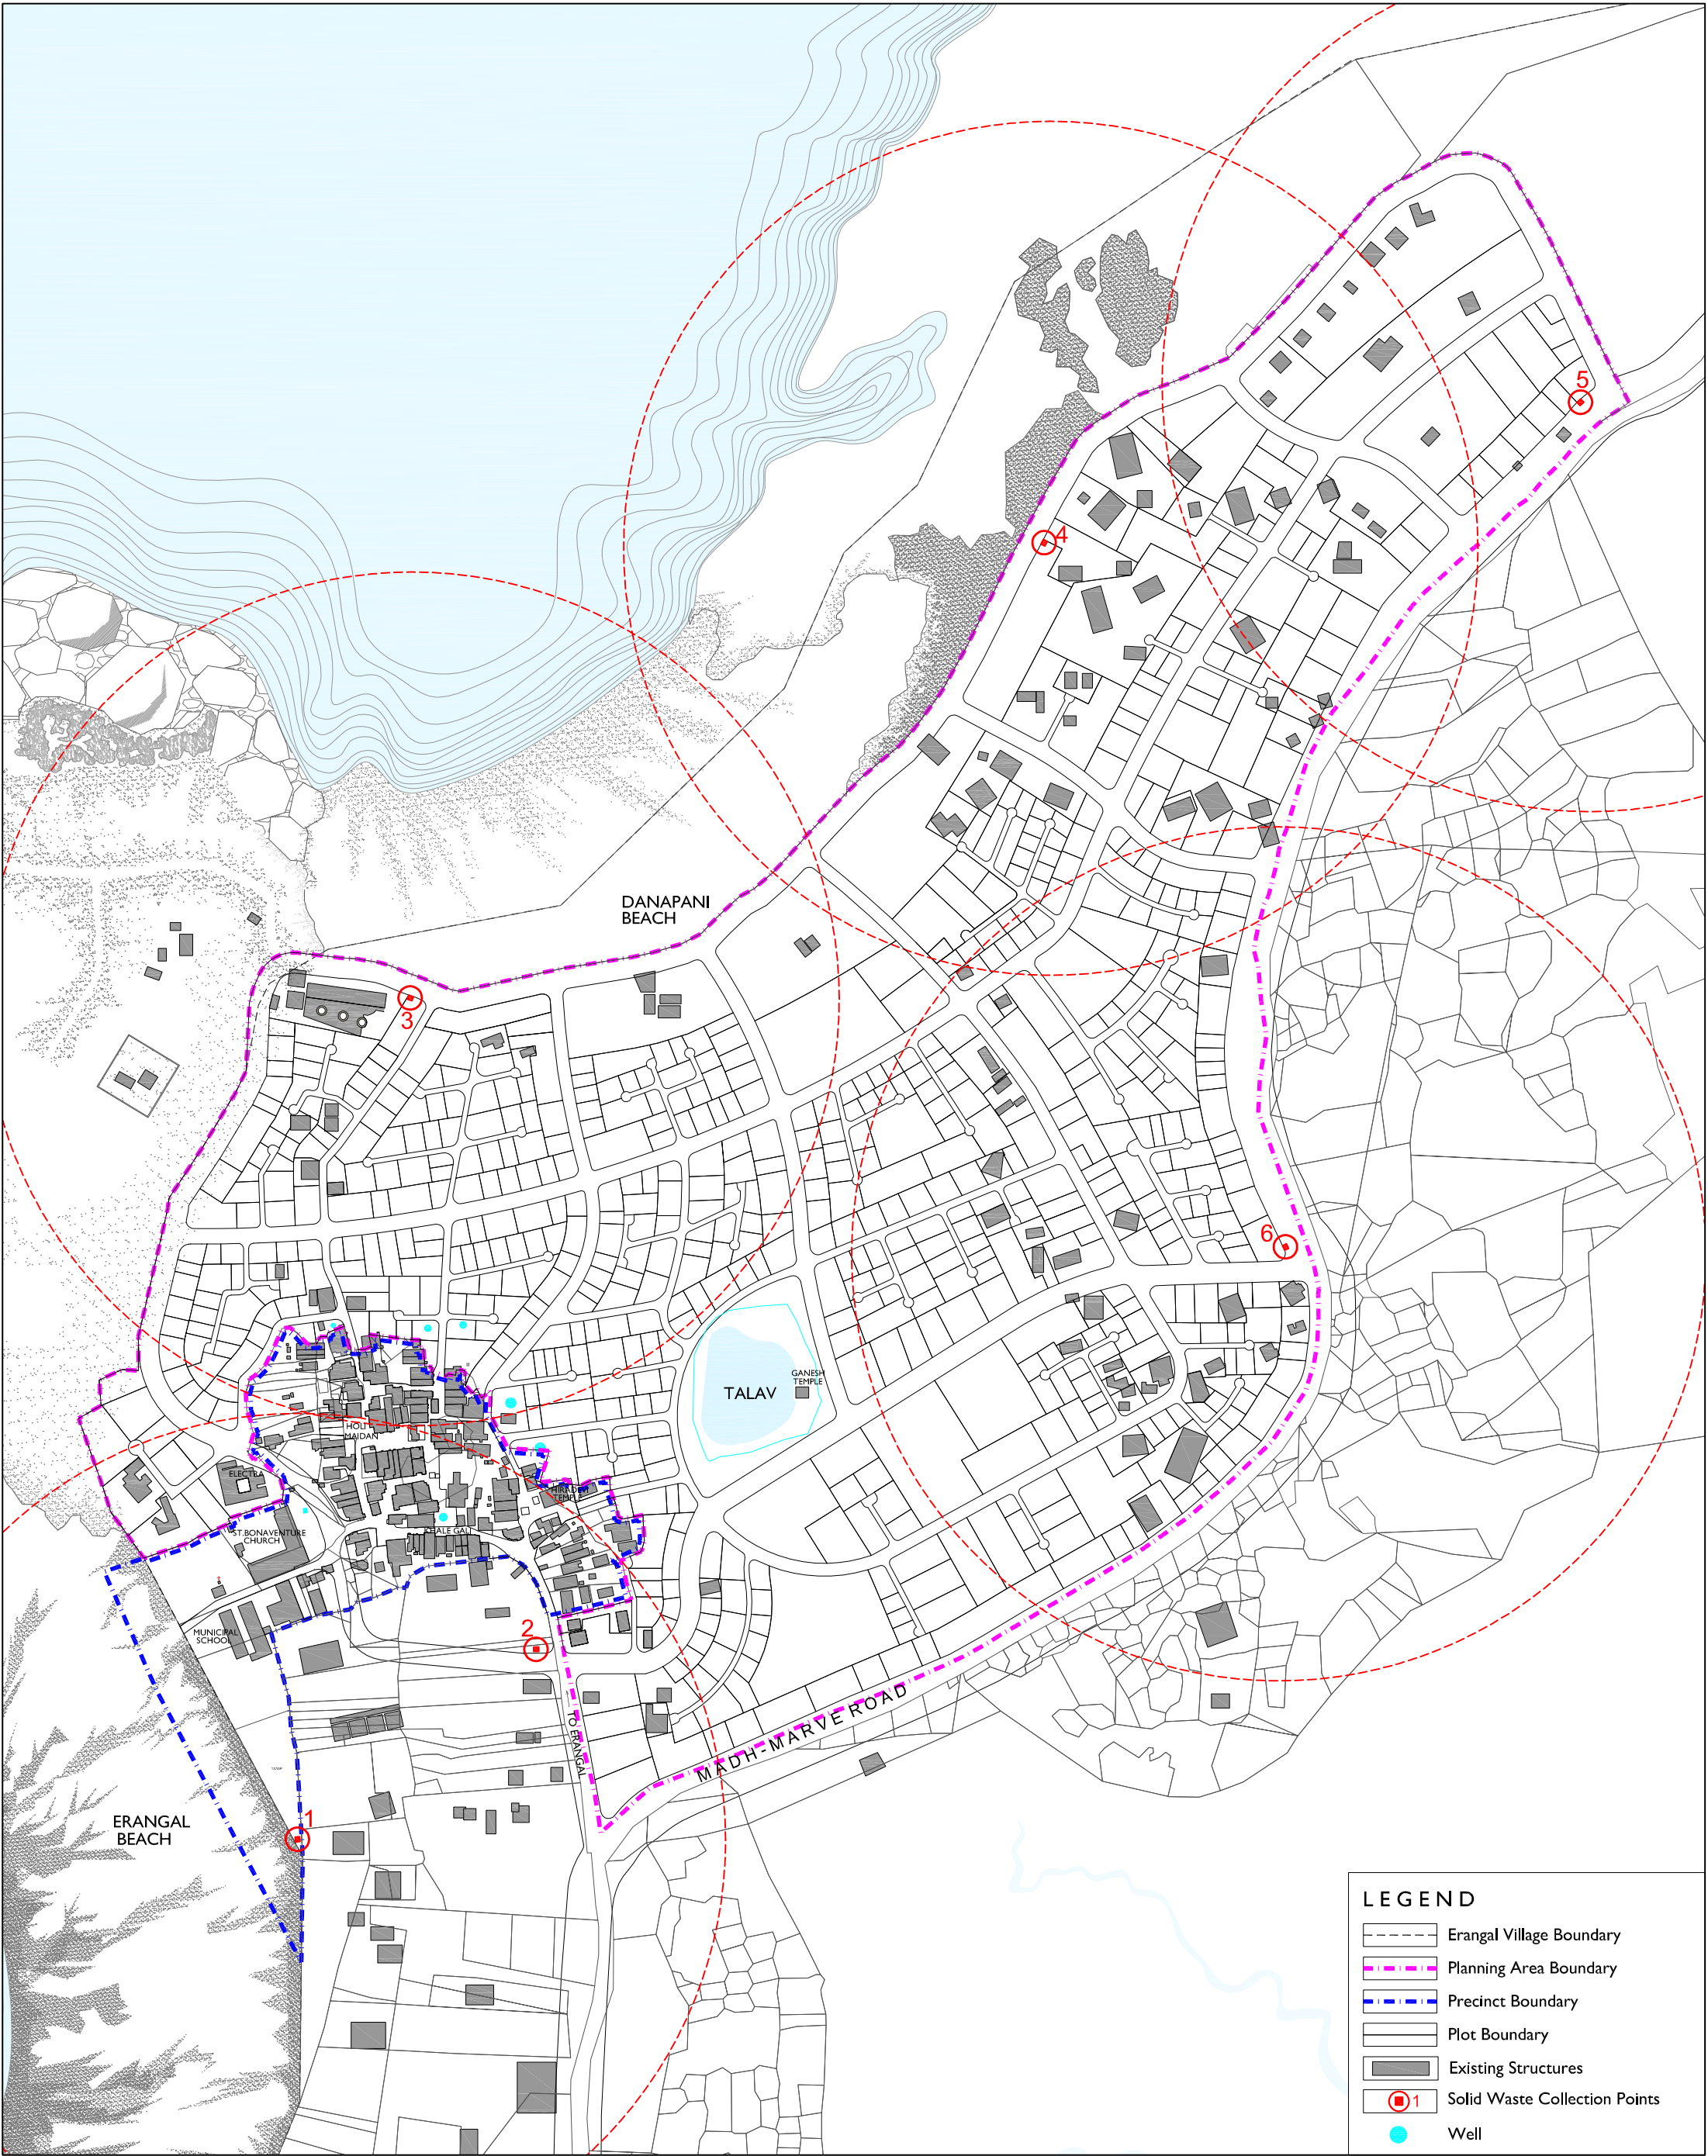 5
4
DANAPANI
BEACH
3
6
GANESH
TEMPLE
TALAV
HOLI
MAIDAN
ELECTRA
HIRADEVI
TEMPLE
ST.BONAVENTURE
CHURCH
MUNICIPAL
SCHOOL
2
TO ERANGAL
MADH-MARVE ROAD
1
ERANGAL
BEACH
LEGEND
Erangal Village Boundary
Planning Area Boundary
Precinct Boundary
Plot Boundary
Existing Structures
1 Solid Waste Collection Points
Well